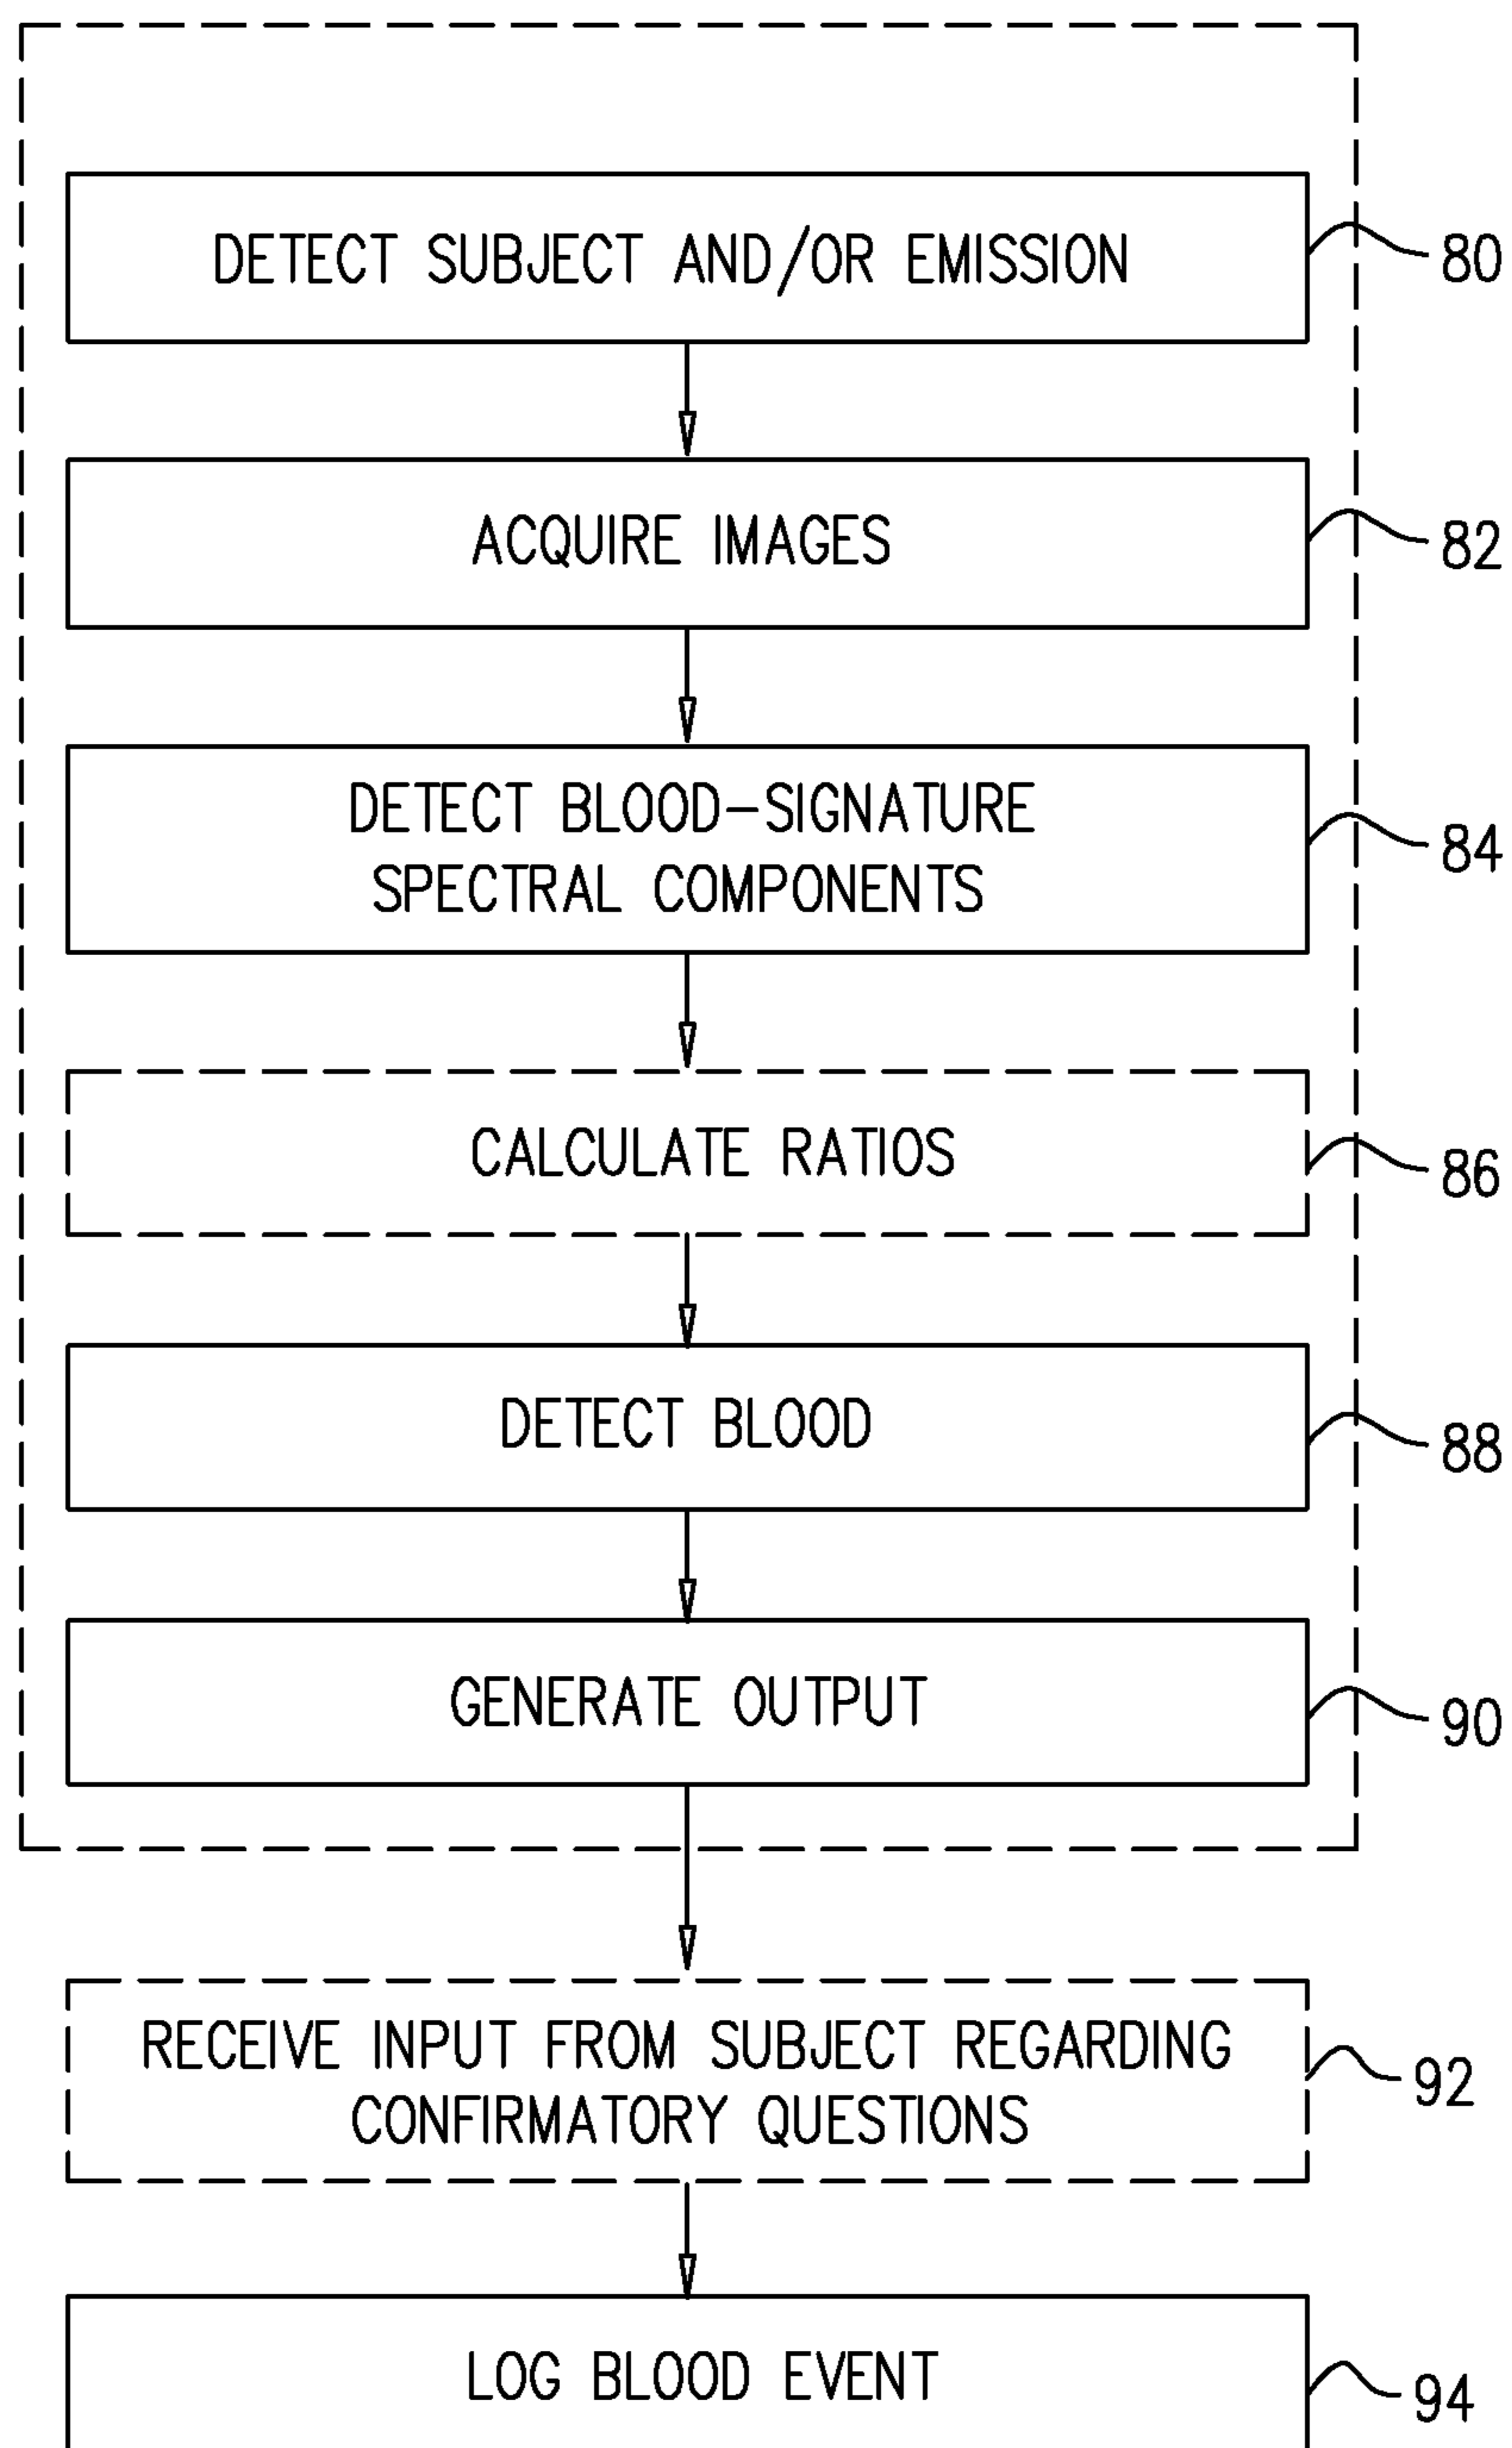 DETECT SUBJECT AND/OR EMISSION
80
ACQUIRE IMAGES
82
DETECT BLOOD-SIGNATURE
SPECTRAL COMPONENTS
84
CALCULATE RATIOS
86
DETECT BLOOD
88
GENERATE OUTPUT
90
RECEIVE INPUT FROM SUBJECT REGARDING
CONFIRMATORY QUESTIONS
92
LOG BLOOD EVENT
94